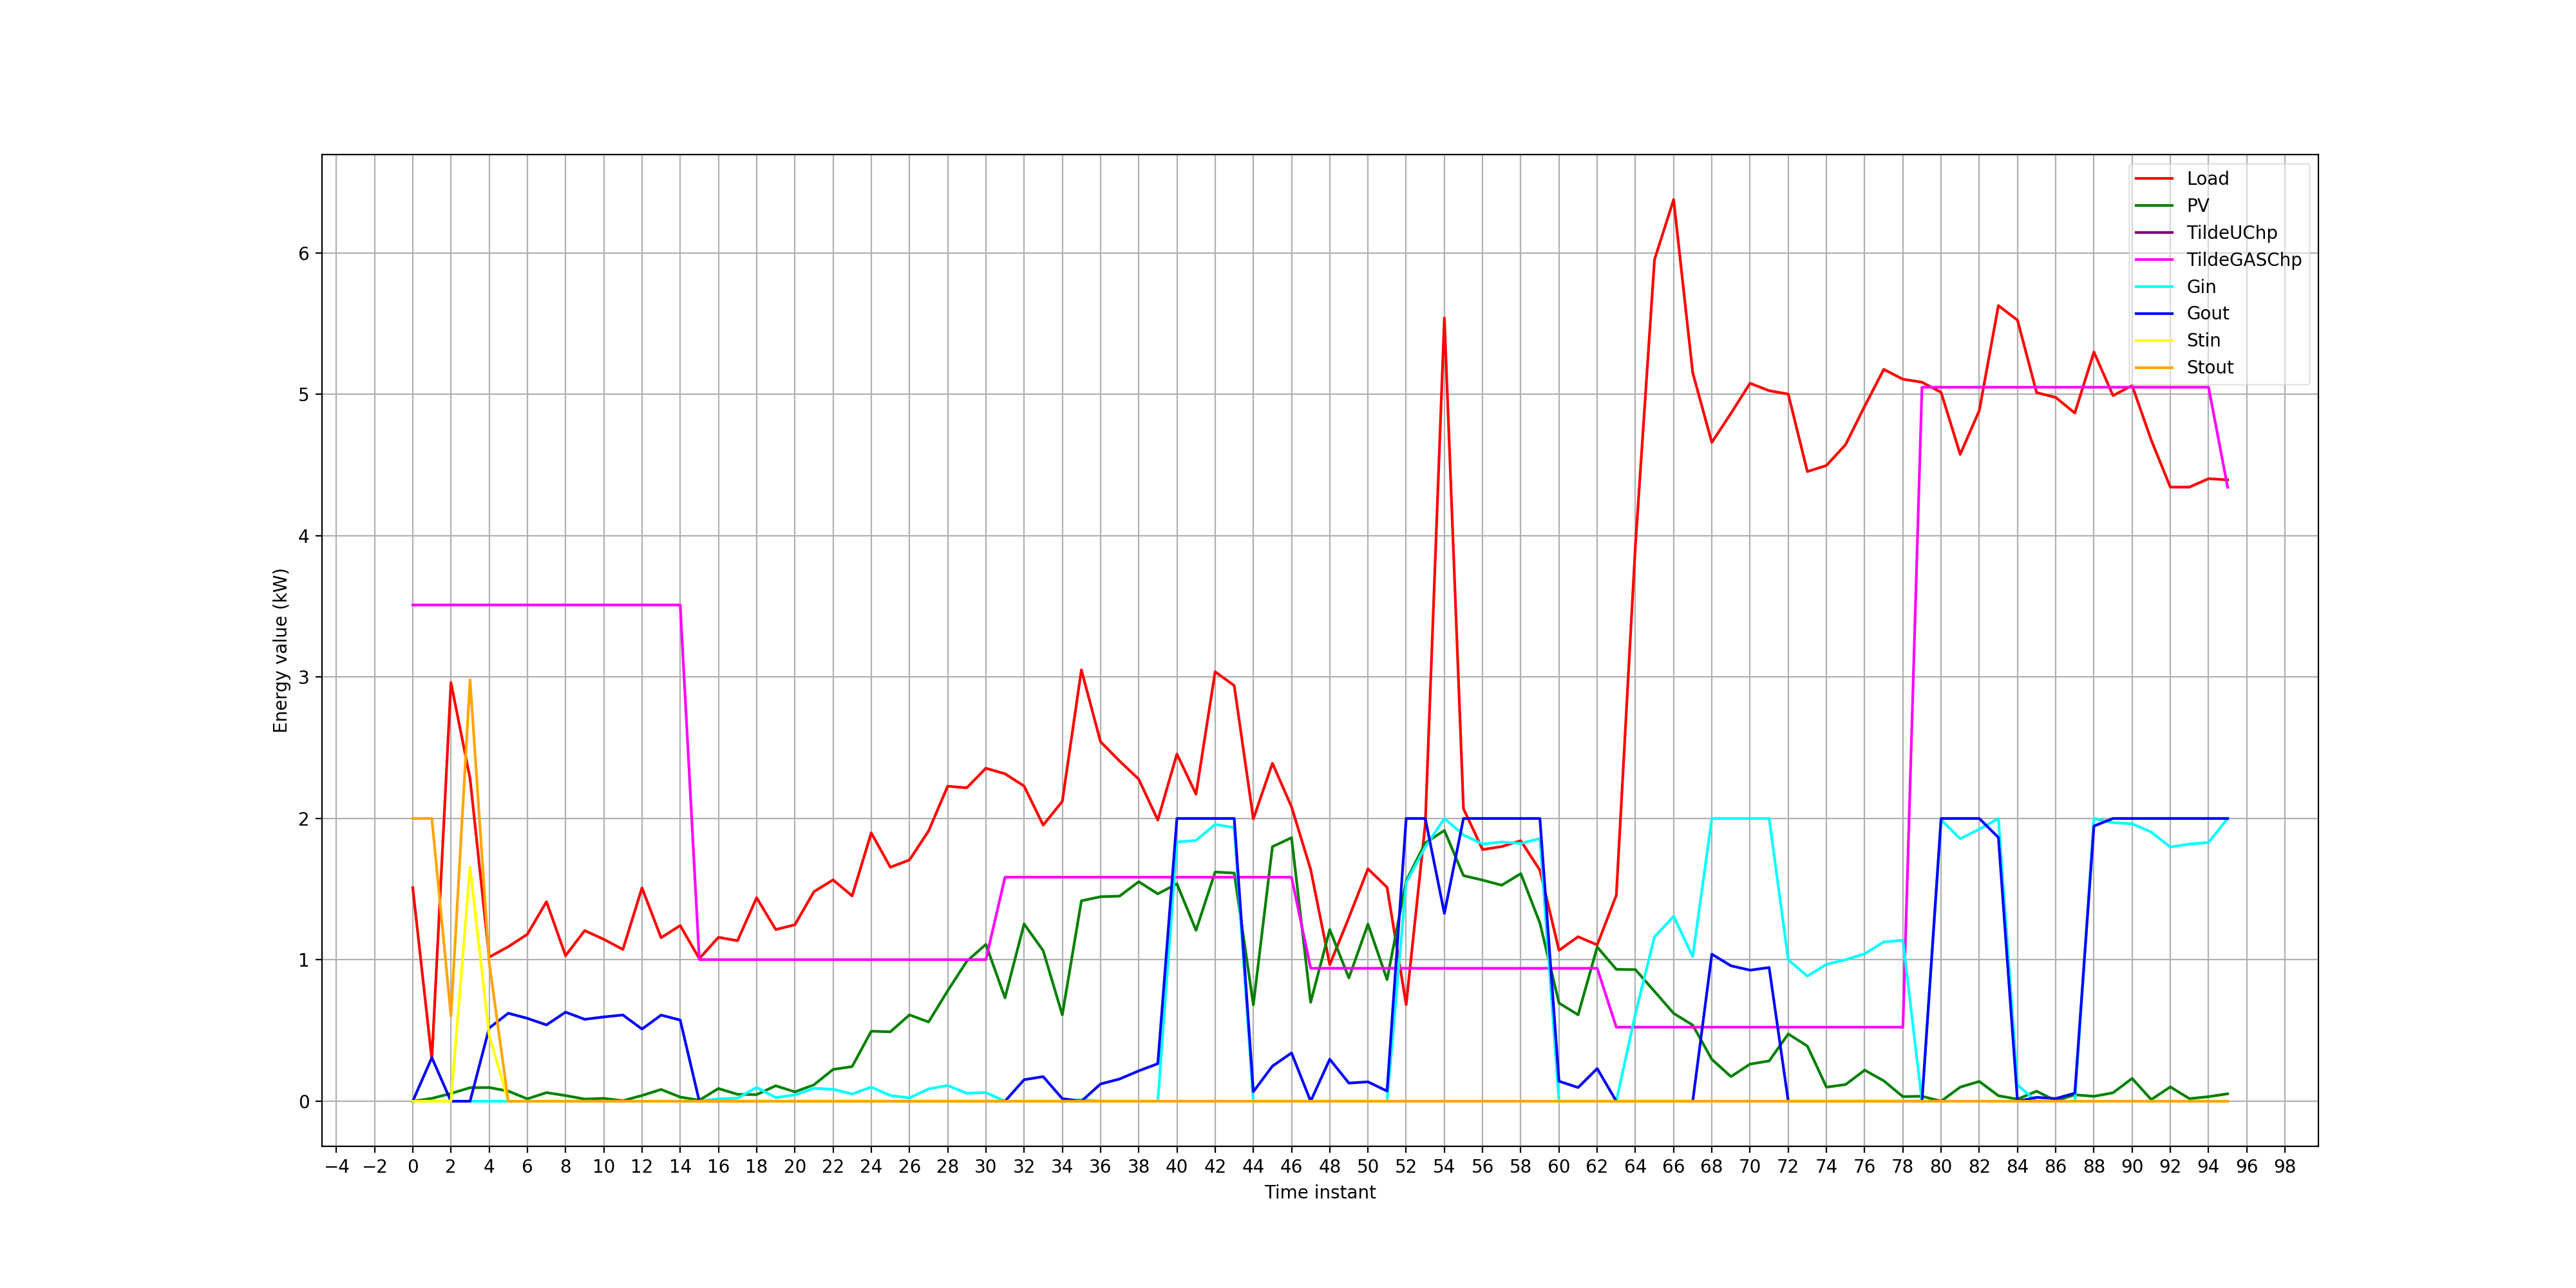 Load
PV
TildeUChp
TildeGASChp
Gin
Gout
Stin
Stout
6
5
4
3
2
1
0
Energy value (kW)
−4 −2 0 2 4 6 8 10 12 14 16 18 20 22 24 26 28 30 32 34 36 38 40 42 44 46 48 50 52 54 56 58 60 62 64 66 68 70 72 74 76 78 80 82 84 86 88 90 92 94 96 98
Time instant